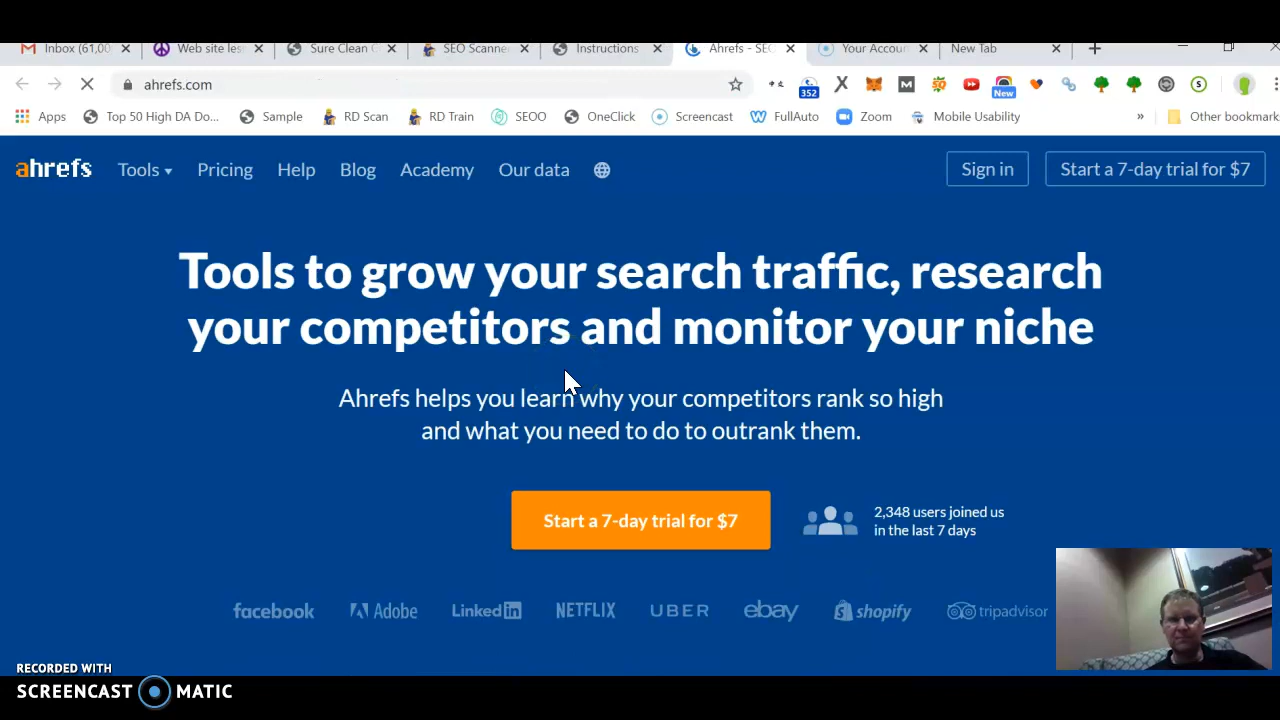 Inbox (61,00
Web site les
Sure Clean
SEO Scanne
Instructions
Ahrefs - SEO
Your Accou
New Tab
ahrefs.com
352
New
Apps
Top 50 High DA Do...
Sample
RD Scan
RD Train
SEOO
OneClick
Screencast
FullAuto
Zoom
Mobile Usability
»
Other bookmark
ahrefs
Tools
Pricing
Help
Blog
Academy
Our data
Sign in
Start a 7-day trial for $7
Tools to grow your search traffic, research
your competitors and monitor your niche
Ahrefs helps you learn why your competitors rank so high
and what you need to do to outrank them.
Start a 7-day trial for $7
2,348 users joined us
in the last 7 days
facebook
Adobe
Linked in
NETFLIX
UBER
ebay
shopify
tripadvisor
RECORDED WITH
SCREENCAST MATIC